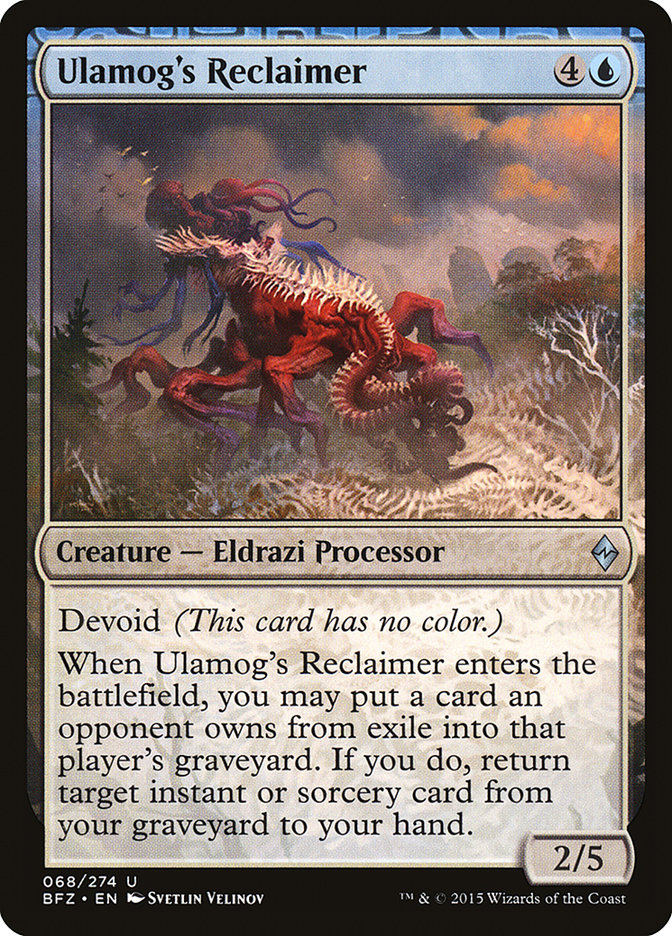 Ulamog's Reclaimer 4
Creature — Eldrazi Processor
Devoid (This card has no color.)
When Ulamog's Reclaimer enters the
battlefield, you may put a card an
opponent owns from exile into that
player's graveyard. If you do, return
target instant or sorcery card from
your graveyard to your hand.
2/5
068/274 U
BFZ • EN Svetlin Velinov
™ & © 2015 Wizards of the Coast